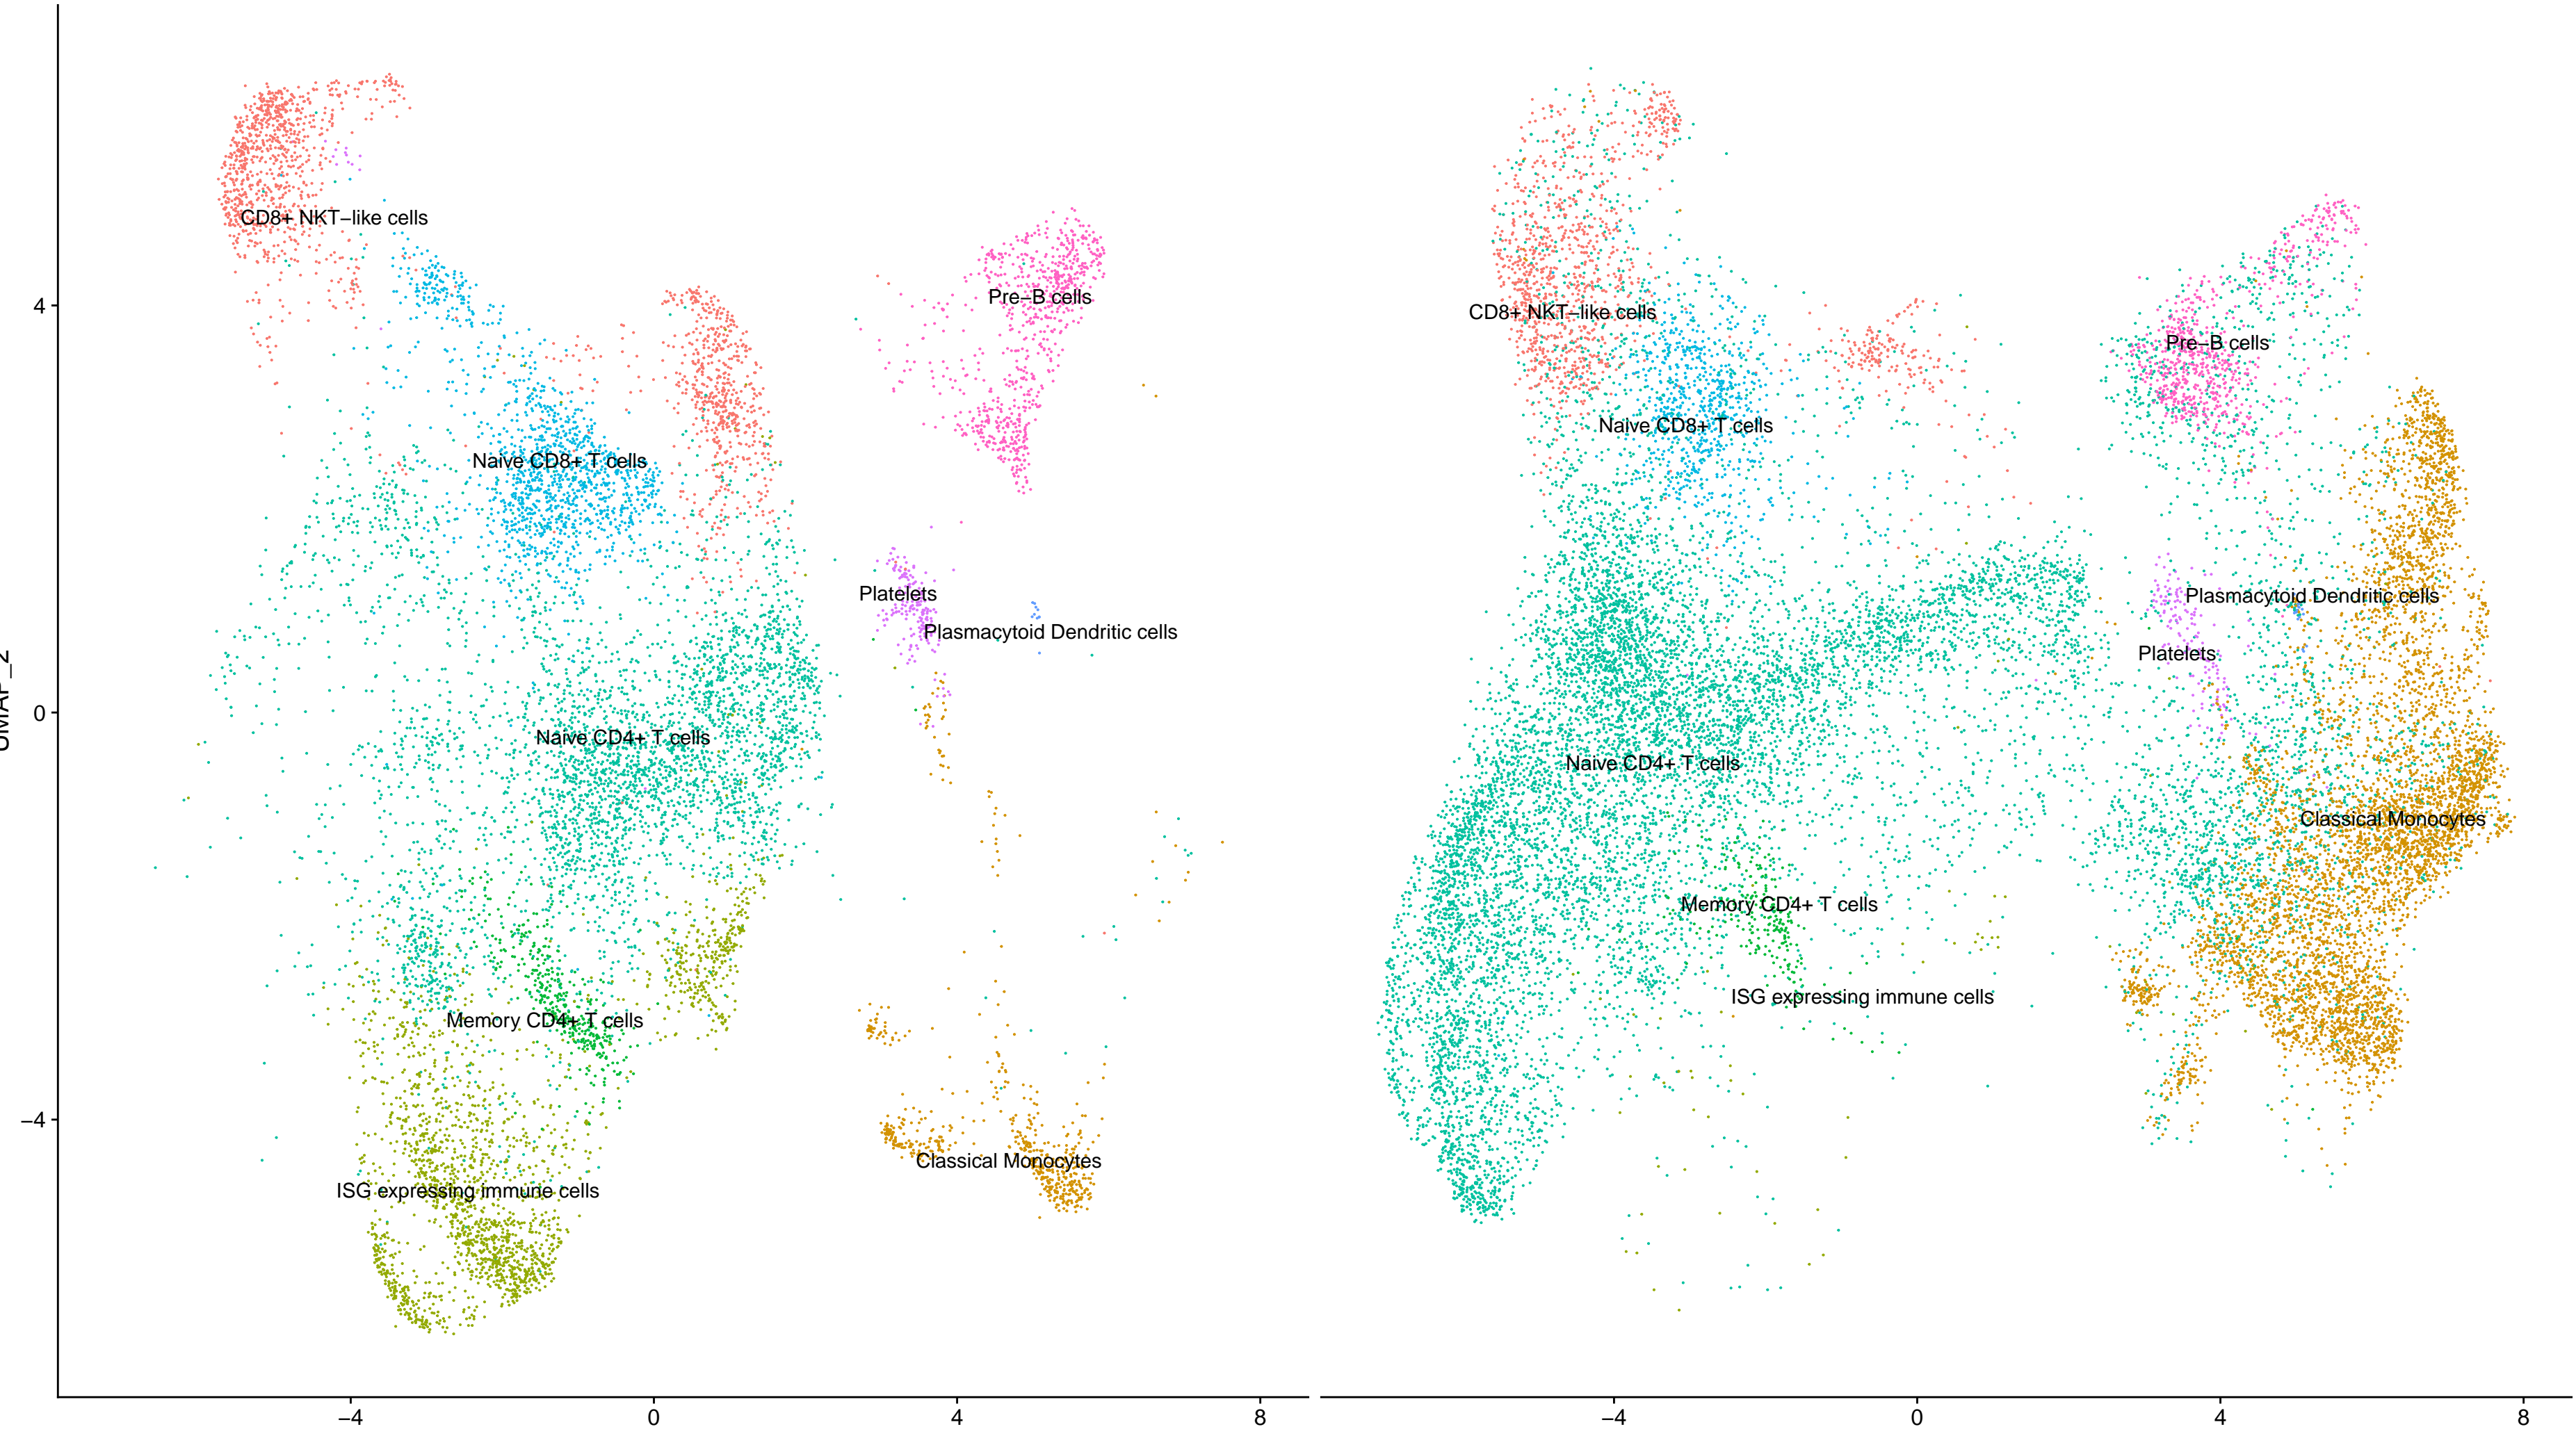 CD8+ NKT−like cells
Pre−B cells
Naive CD8+ T cells
Platelets
Plasmacytoid Dendritic cells
Naive CD4+ T cells
Memory CD4+ T cells
Classical Monocytes
ISG expressing immune cells
CD8+ NKT−like cells
Pre−B cells
Naive CD8+ T cells
Plasmacytoid Dendritic cells
Platelets
Naive CD4+ T cells
Classical Monocytes
Memory CD4+ T cells
ISG expressing immune cells
4
0
−4
−4 0 4 8
−4 0 4 8